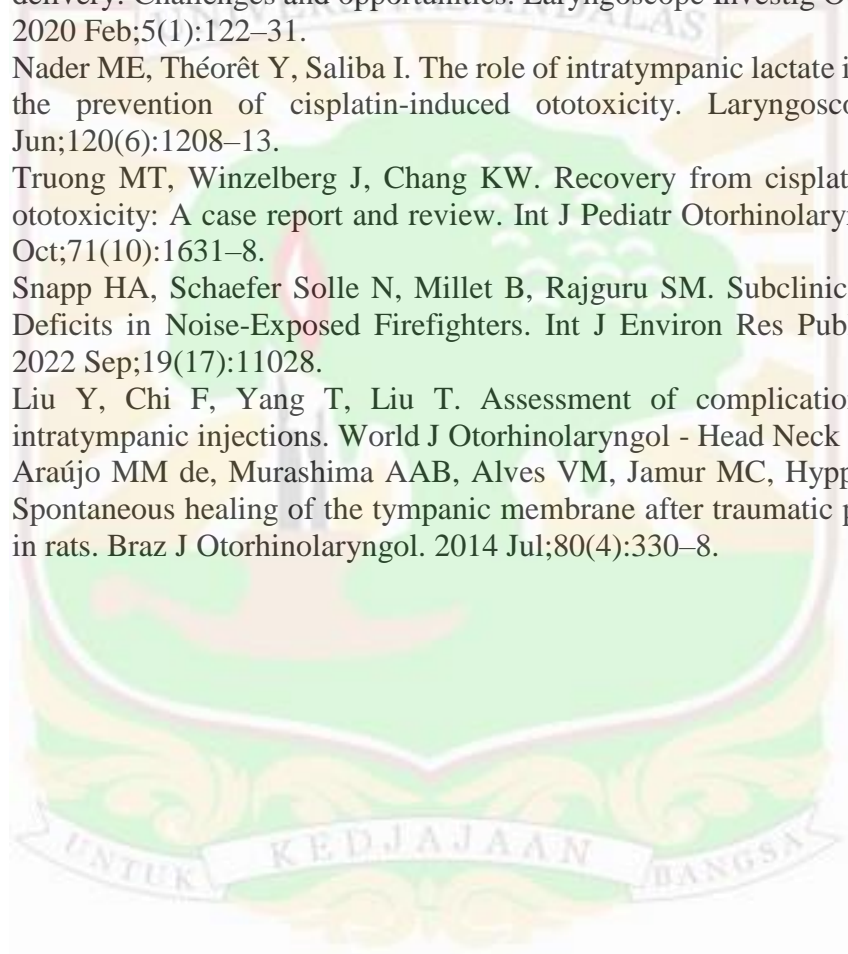 delivery: Challenges and opportunities. Laryngoscope Investig O
2020 Feb;5(1):122–31.
Nader ME, Théorêt Y, Saliba I. The role of intratympanic lactate i
the prevention of cisplatin-induced ototoxicity. Laryngosco
Jun;120(6):1208–13.
Truong MT, Winzelberg J, Chang KW. Recovery from cisplat
ototoxicity: A case report and review. Int J Pediatr Otorhinolary
Oct;71(10):1631–8.
Snapp HA, Schaefer Solle N, Millet B, Rajguru SM. Subclinic
Deficits in Noise-Exposed Firefighters. Int J Environ Res Pub
2022 Sep;19(17):11028.
Liu Y, Chi F, Yang T, Liu T. Assessment of complicatio
intratympanic injections. World J Otorhinolaryngol - Head Neck
Araújo MM de, Murashima AAB, Alves VM, Jamur MC, Hypp
Spontaneous healing of the tympanic membrane after traumatic p
in rats. Braz J Otorhinolaryngol. 2014 Jul;80(4):330–8.
UNTUK KEDJAJAAN BANGSA